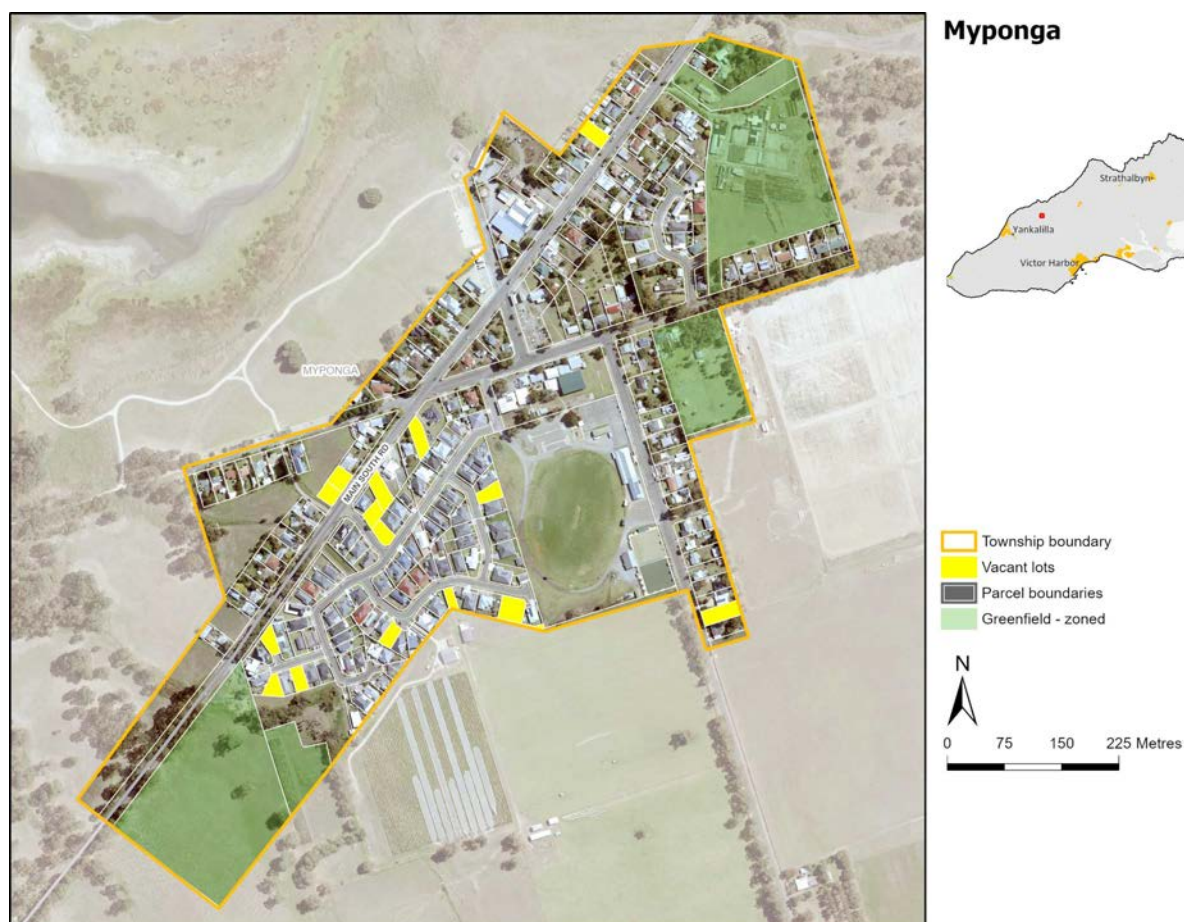 Myponga
Strathalbyn
Yankalilla
Victor Harbor
MYPONGA
MAIN SOUTH RD
Township boundary
Vacant lots
Parcel boundaries
Greenfield - zoned
N
0 75 150 225 Metres